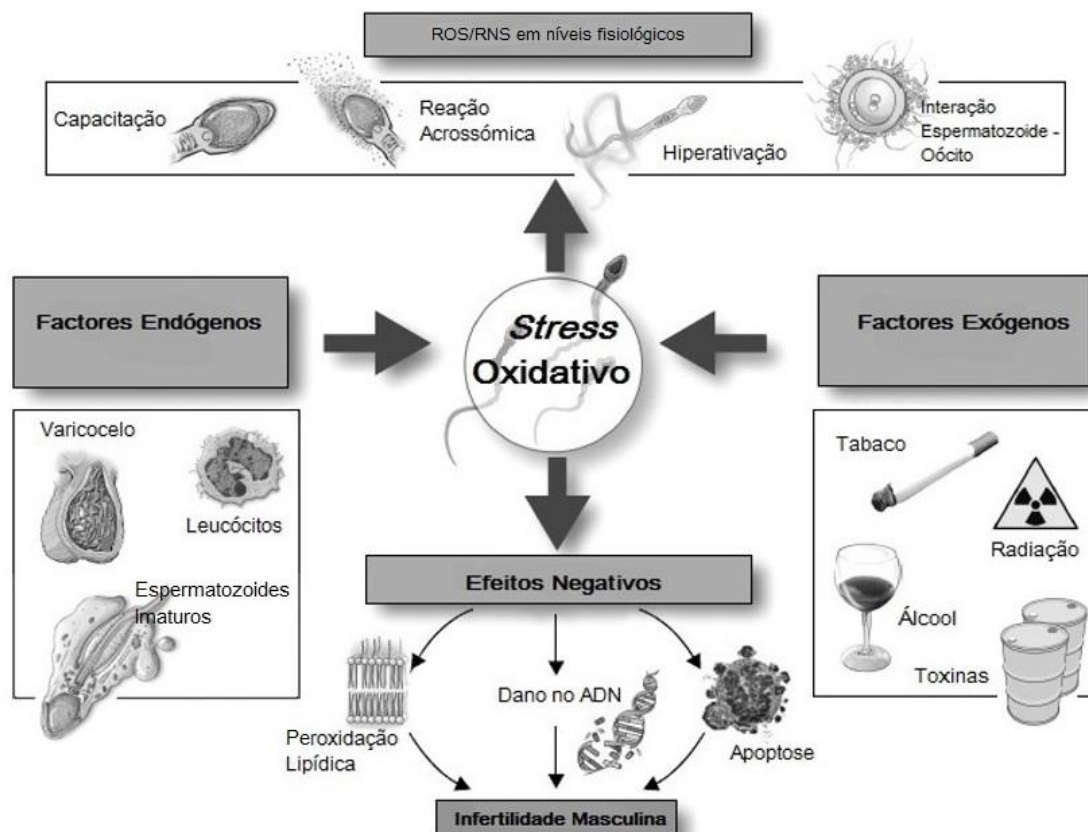 ROS/RNS em níveis fisiológicos
Capacitação
Reação
Acrossómica
Hiperativação
Interação
Espermatozoide -
Oócito
Factores Endógenos
Stress
Oxidativo
Factores Exógenos
Varicocelo
Leucócitos
Espermatozoides
Imaturos
Tabaco
Radiação
Álcool
Toxinas
Efeitos Negativos
Peroxidação
Lipídica
Dano no ADN
Apoptose
Infertilidade Masculina